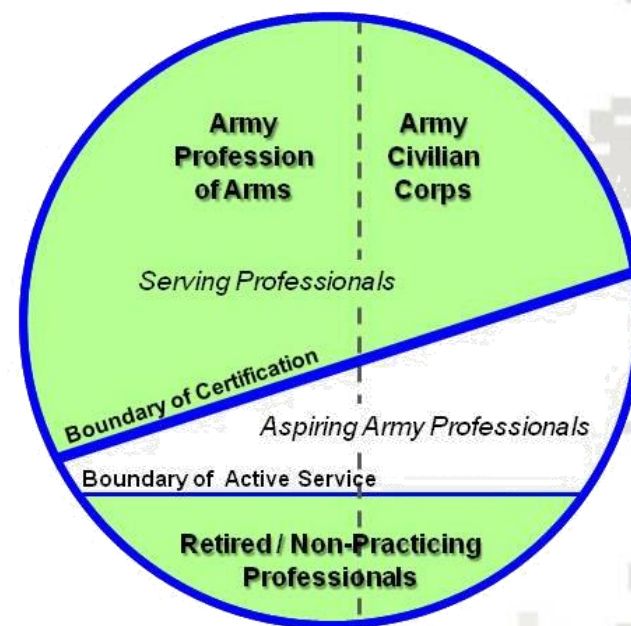 Army
Profession
of Arms
Army
Civilian
Corps
Serving Professionals
Boundary of Certification
Aspiring Army Professionals
Boundary of Active Service
Retired / Non-Practicing
Professionals